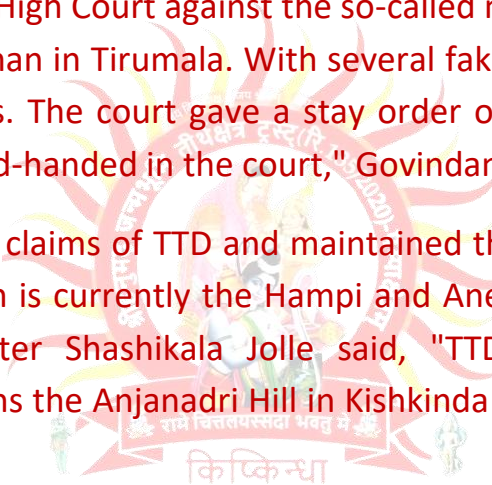 High Court against the so-called
an in Tirumala. With several fak
s. The court gave a stay order o
d-handed in the court," Govindar
claims of TTD and maintained th
n is currently the Hampi and Ane
ter Shashikala Jolle said, "TTD
ns the Anjanadri Hill in Kishkinda
रामे चित्तलयस्सदा भवतु मे
किष्किन्धा